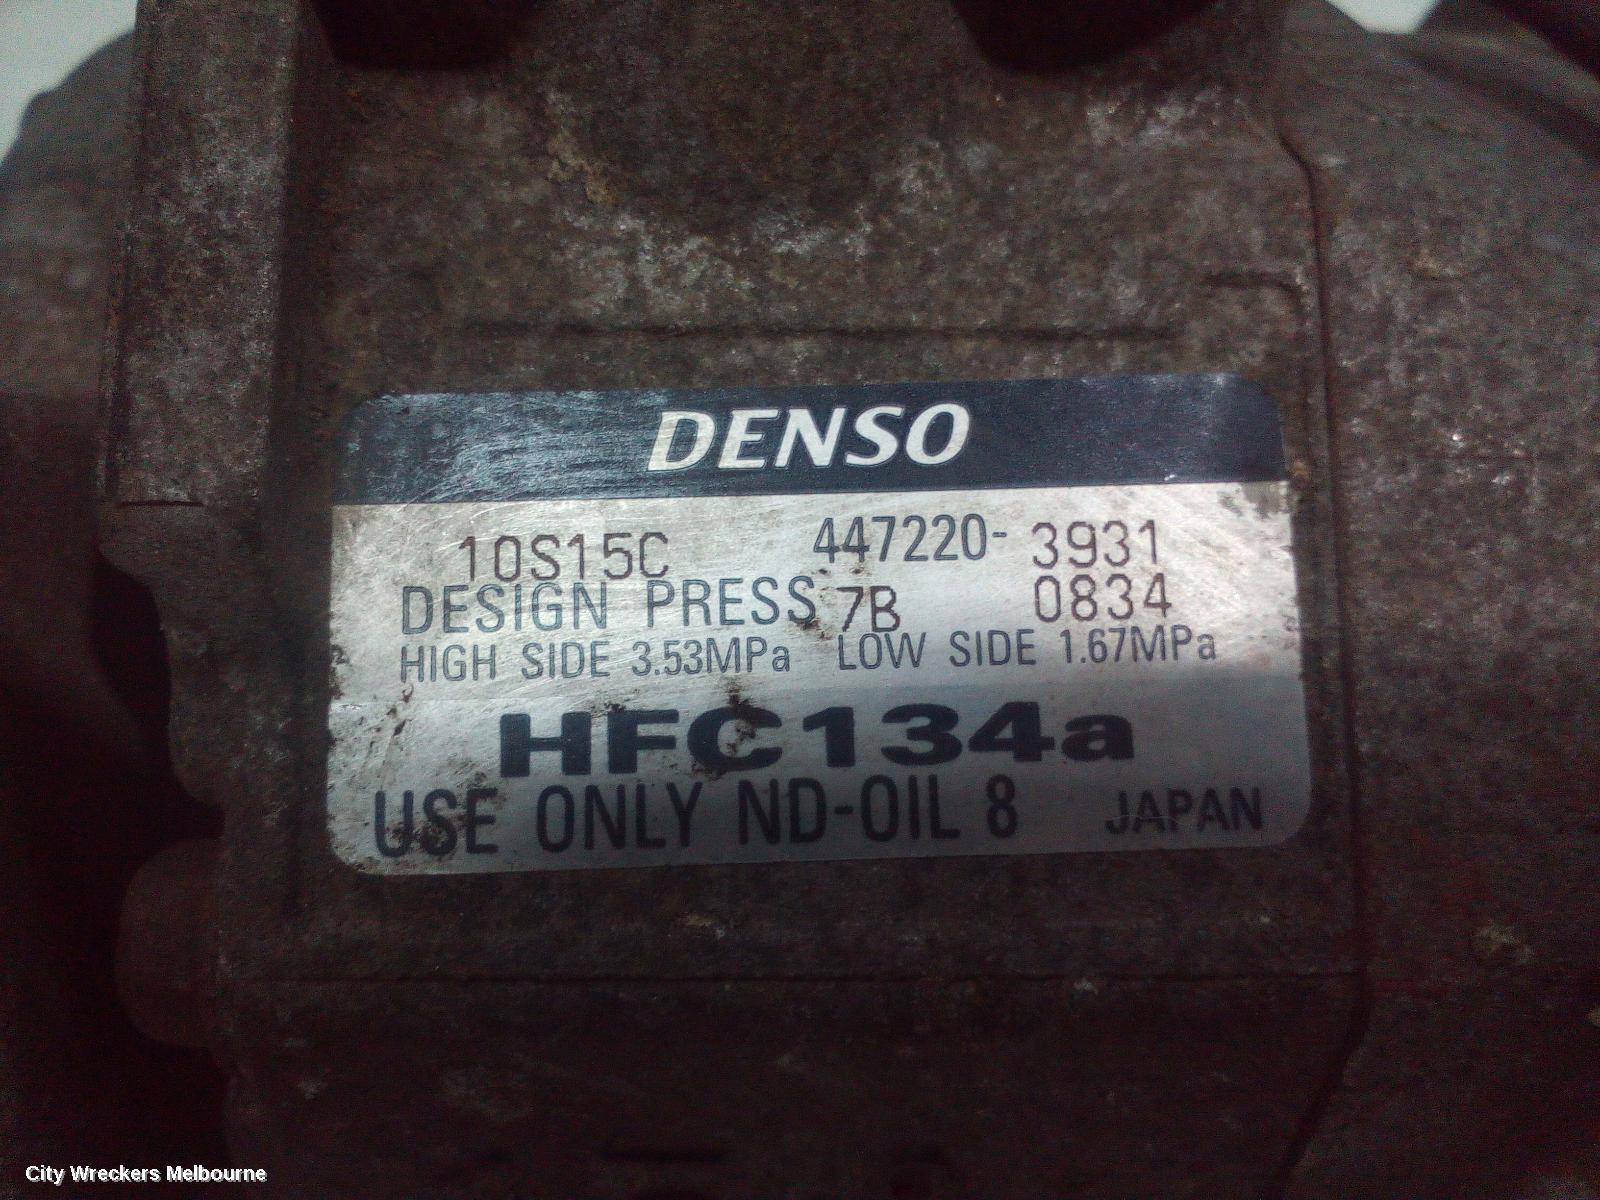 DENSO
10S15C 447220- 3931
DESIGN PRESS 7B 0834
HIGH SIDE 3.53MPa LOW SIDE 1.67MPa
HFC134a
USE ONLY ND-OIL 8 JAPAN
City Wreckers Melbourne